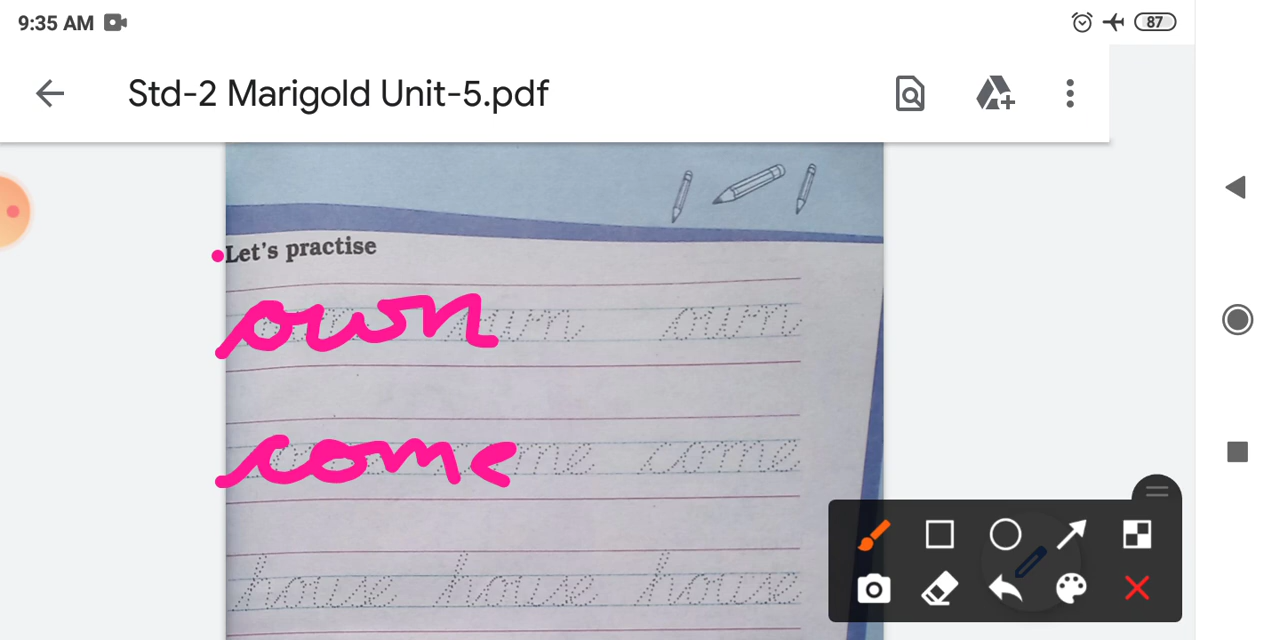 9:35 AM 87
Std-2 Marigold Unit-5.pdf
Let's practise
own own own
come come come
house house house